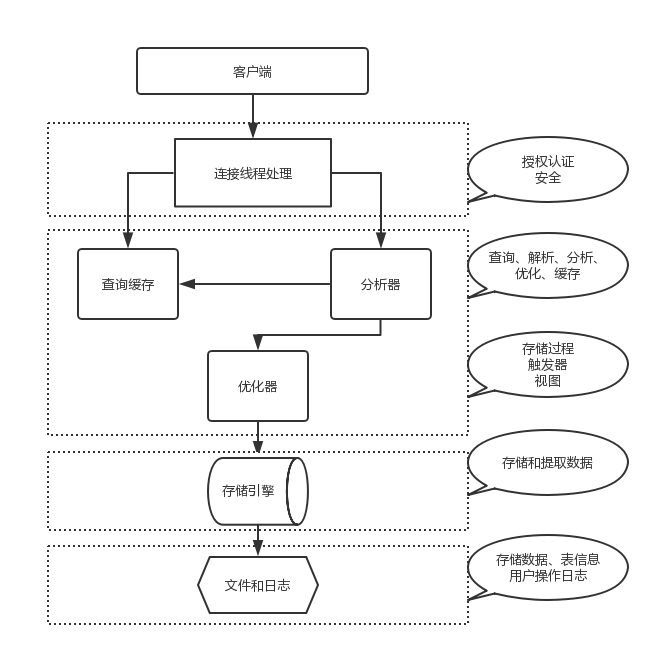 客户端
连接线程处理
授权认证
安全
查询缓存
分析器
查询、解析、分析、
优化、缓存
优化器
存储过程
触发器
视图
存储引擎
存储和提取数据
文件和日志
存储数据、表信息
用户操作日志